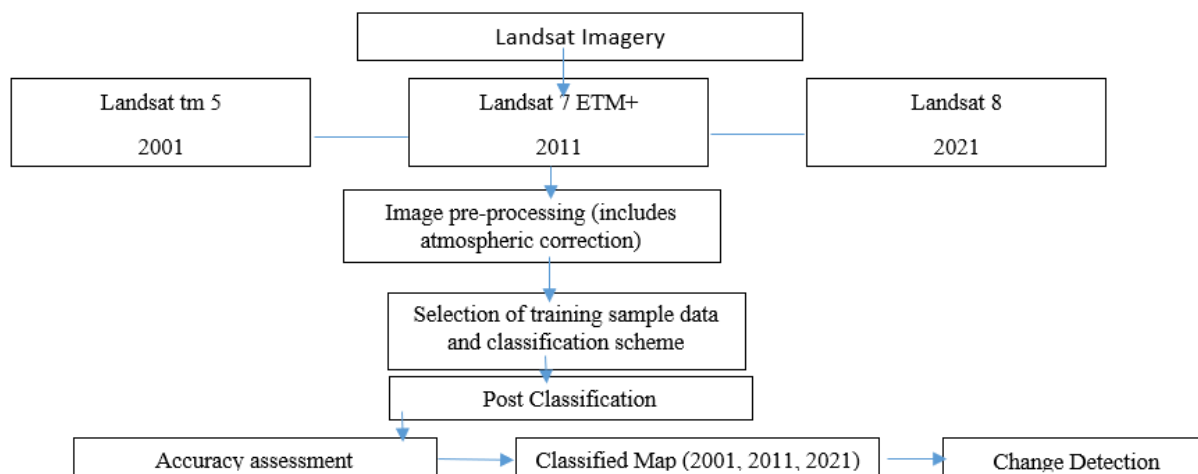 Landsat Imagery
Landsat tm 5
2001
Landsat 7 ETM+
2011
Landsat 8
2021
Image pre-processing (includes
atmospheric correction)
Selection of training sample data
and classification scheme
Post Classification
Accuracy assessment
Classified Map (2001, 2011, 2021)
Change Detection